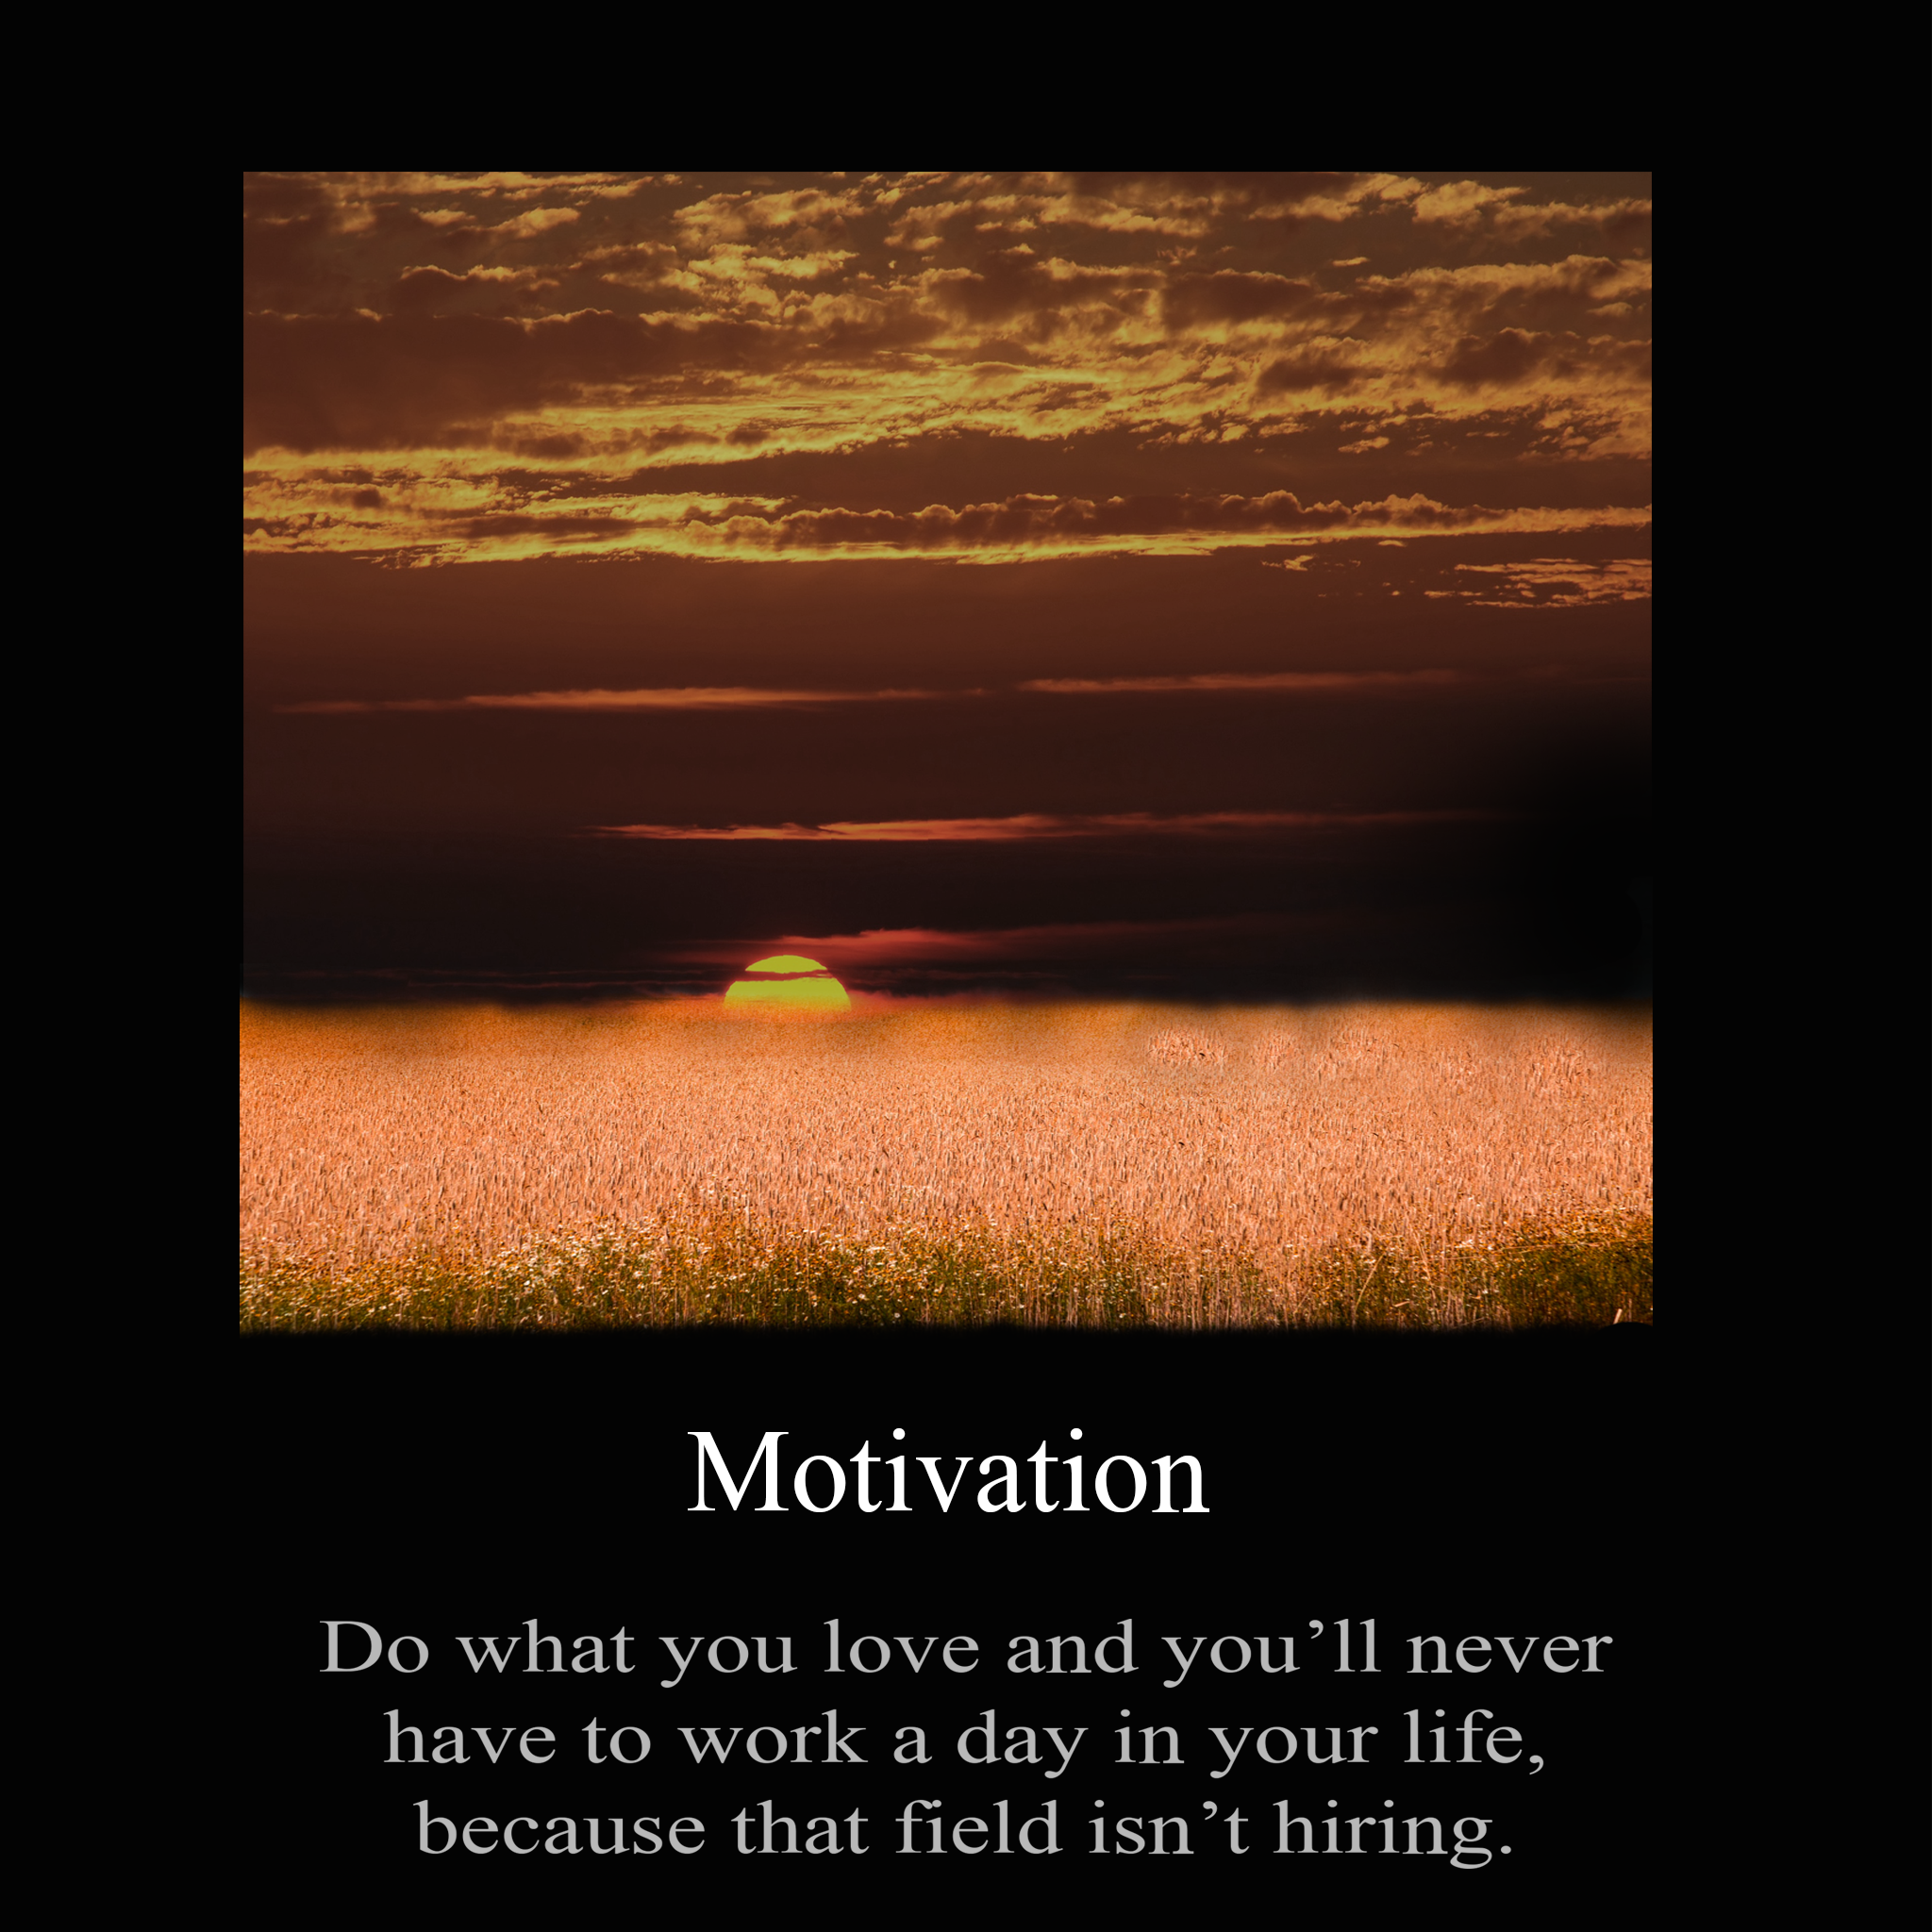 Motivation
Do what you love and you’ll never
have to work a day in your life,
because that field isn’t hiring.